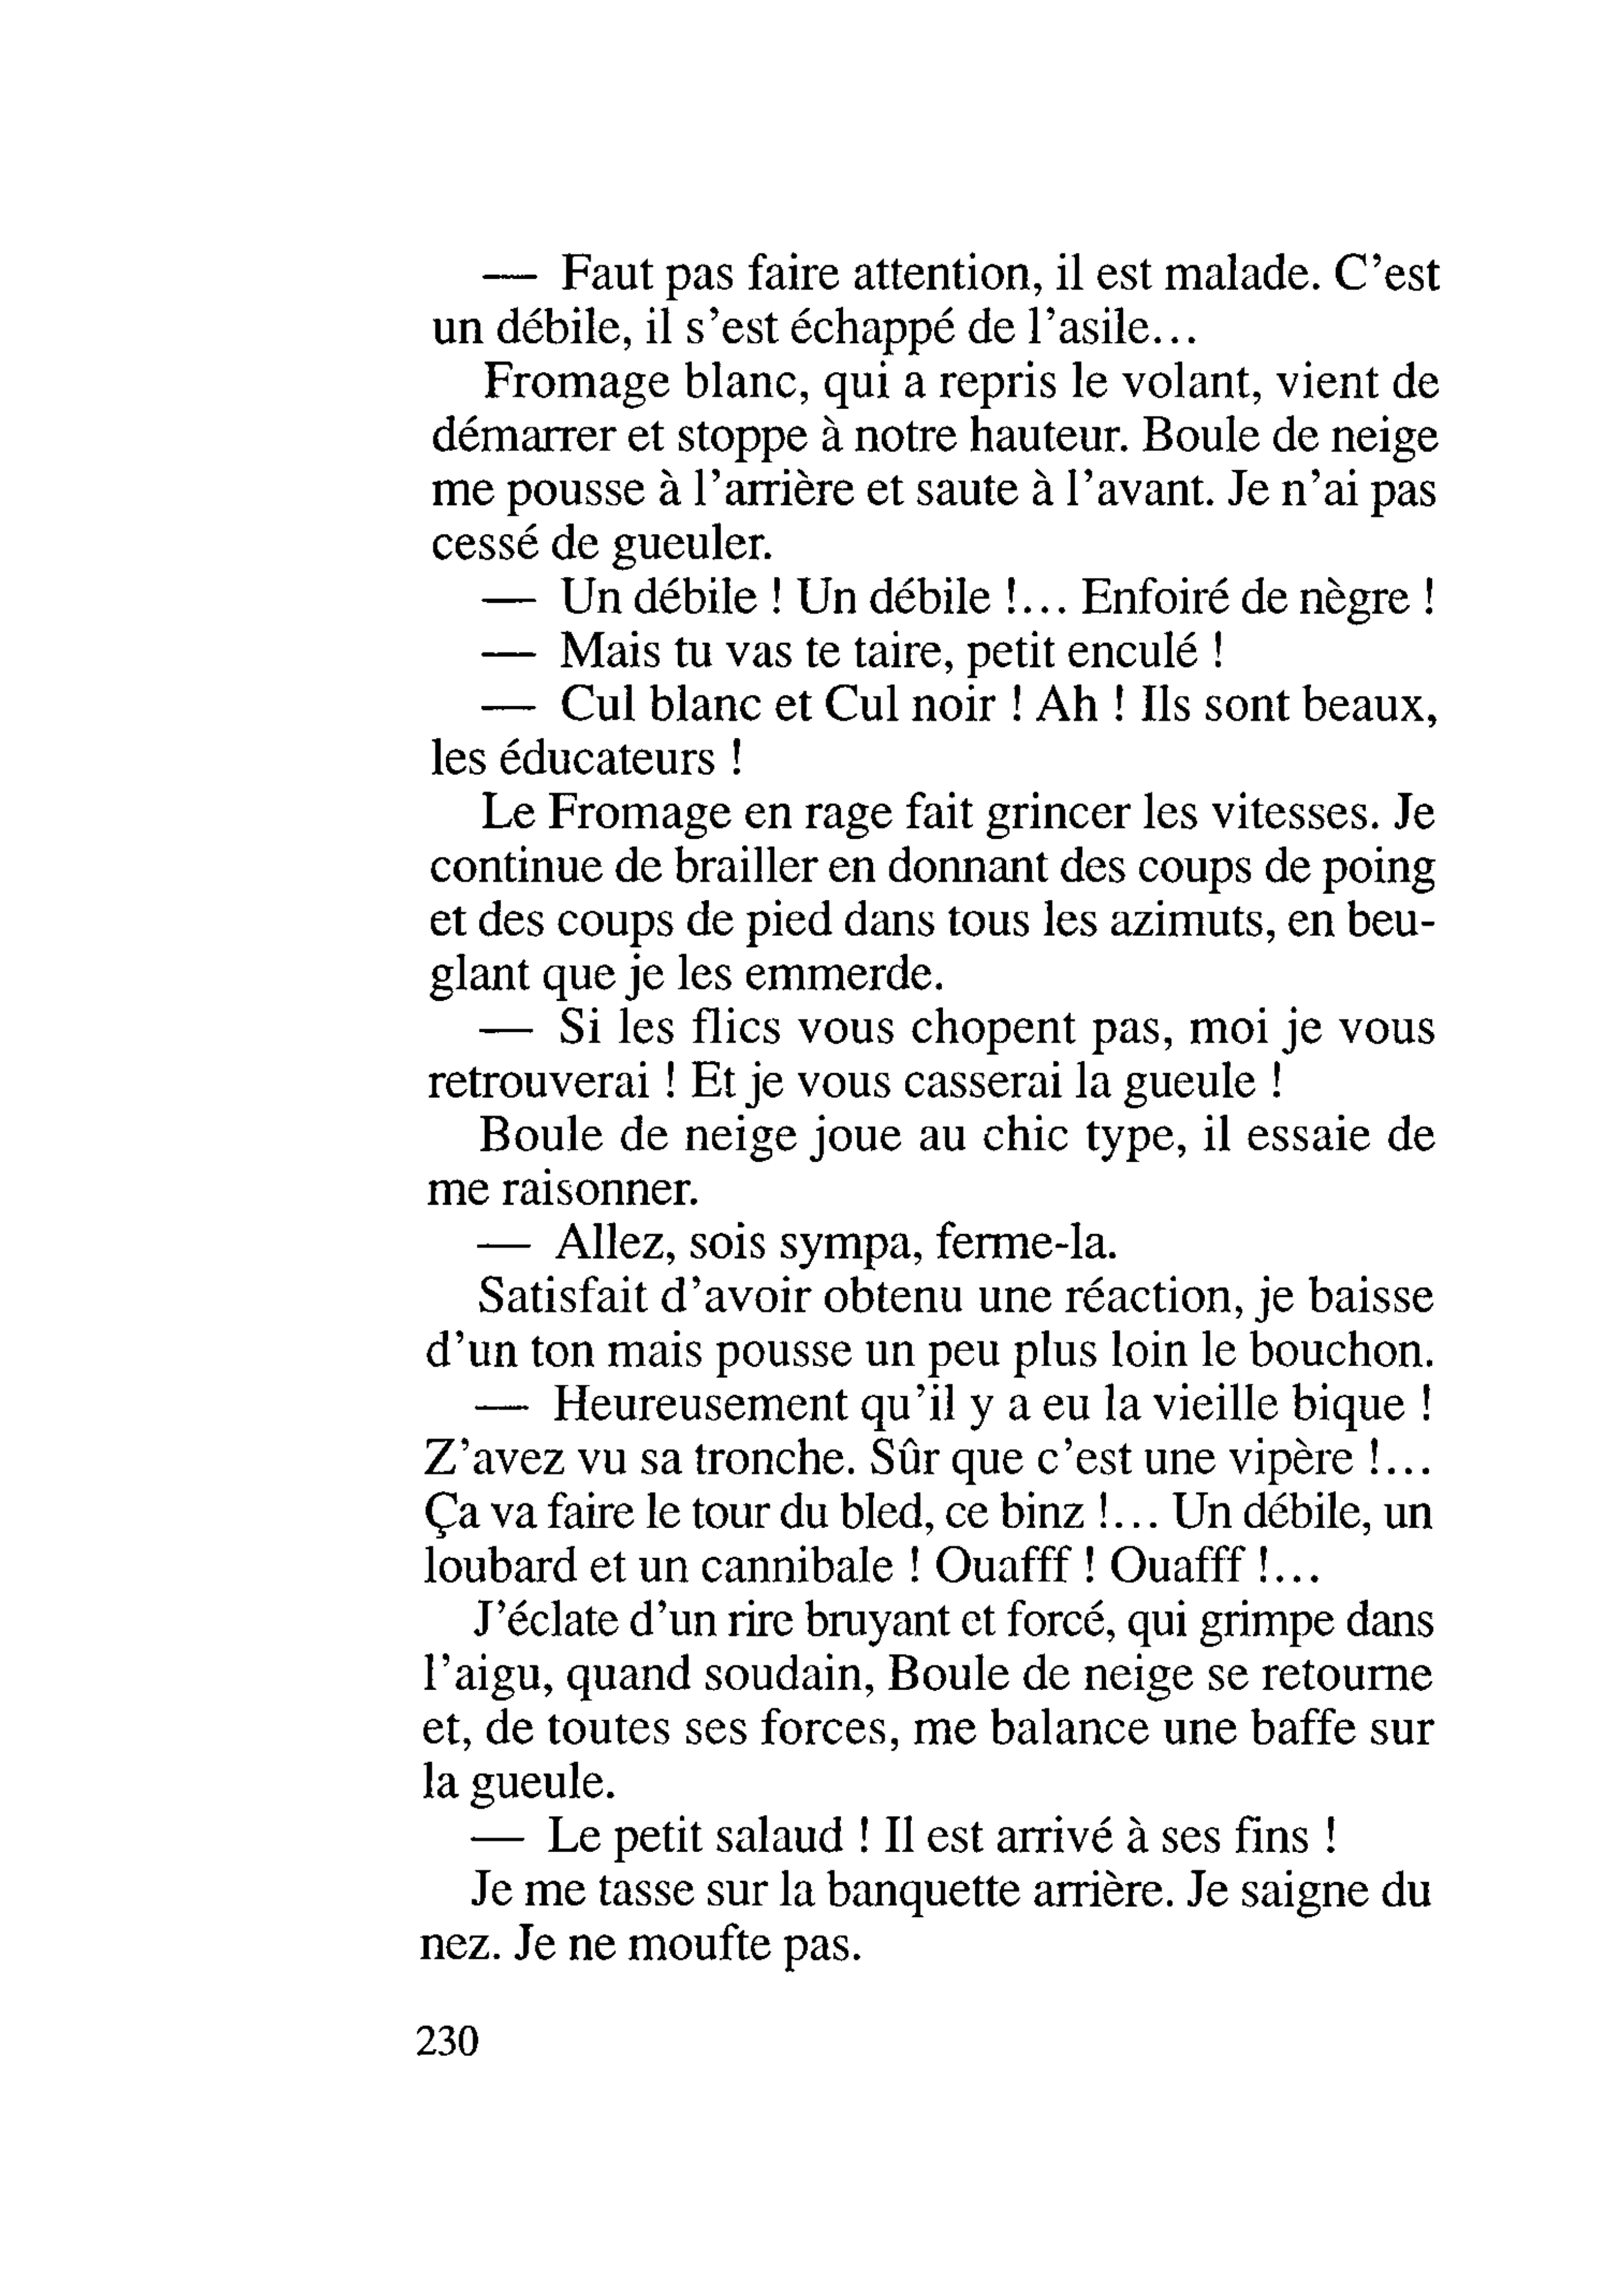 — Faut pas faire attention, il est malade. C’est
un débile, il s’est échappé de l’asile...
Fromage blanc, qui a repris le volant, vient de
démarrer et stoppe à notre hauteur. Boule de neige
me pousse à l’arrière et saute à l’avant. Je n’ai pas
cessé de gueuler.
— Un débile ! Un débile !... Enfoiré de nègre !
— Mais tu vas te taire, petit enculé !
— Cul blanc et Cul noir ! Ah ! Ils sont beaux,
les éducateurs !
Le Fromage en rage fait grincer les vitesses. Je
continue de brailler en donnant des coups de poing
et des coups de pied dans tous les azimuts, en beu-
glant que je les emmerde.
— Si les flics vous chopent pas, moi je vous
retrouverai ! Et je vous casserai la gueule !
Boule de neige joue au chic type, il essaie de
me raisonner.
— Allez, sois sympa, ferme-la.
Satisfait d’avoir obtenu une réaction, je baisse
d’un ton mais pousse un peu plus loin le bouchon.
— Heureusement qu’il y a eu la vieille bique !
Z’avez vu sa tronche. Sûr que c’est une vipère !...
Ça va faire le tour du bled, ce binz !... Un débile, un
loubard et un cannibale ! Ouafff ! Ouafff !...
J’éclate d’un rire bruyant et forcé, qui grimpe dans
l’aigu, quand soudain, Boule de neige se retourne
et, de toutes ses forces, me balance une baffe sur
la gueule.
— Le petit salaud ! Il est arrivé à ses fins !
Je me tasse sur la banquette arrière. Je saigne du
nez. Je ne moufte pas.
230